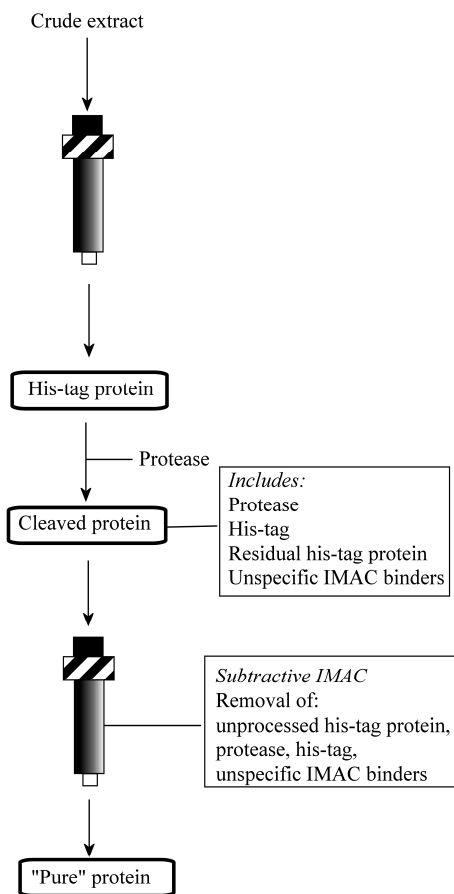 Crude extract
His-tag protein
Protease
Cleaved protein
Includes:
Protease
His-tag
Residual his-tag protein
Unspecific IMAC binders
Subtractive IMAC
Removal of:
unprocessed his-tag protein,
protease, his-tag,
unspecific IMAC binders
"Pure" protein